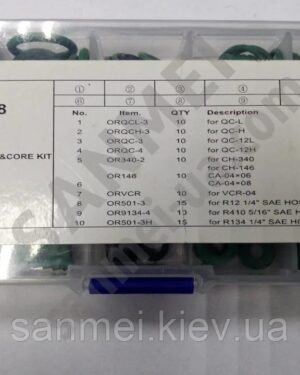 8
① ② ③ ④
⑥ ⑦ ⑧ ⑨
&CORE KIT
No. Item. QTY Description
1 ORQCL-3 10 for QC-L
2 ORQCH-3 10 for QC-H
3 ORQC-3 10 for QC-12L
4 ORQC-4 10 for QC-12H
5 OR340-2 10 for CH-340
for CH-146
OR146 10 CA-04+06
6 CA-04+08
7 ORVCR 10 for VCR-04
8 OR501-3 15 for R12 1/4" SAE HOS
9 OR9134-4 10 for R410 5/16" SAE H
10 OR501-3H 15 for R134 1/4" SAE HOS
sanmei.kiev.ua